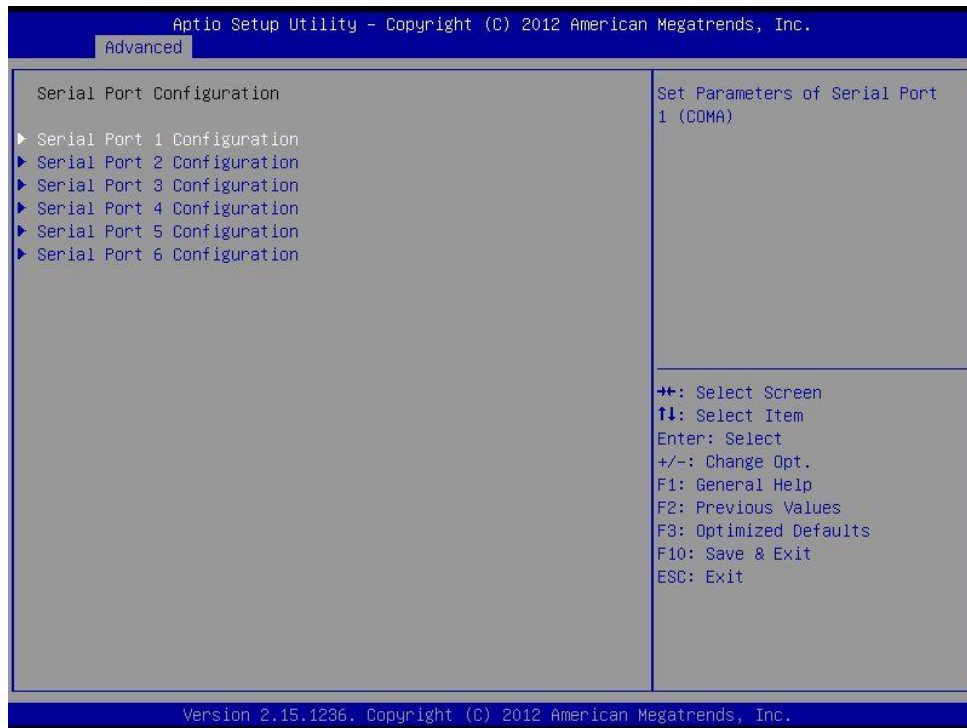 Aptio Setup Utility – Copyright (C) 2012 American Megatrends, Inc.
Advanced
Serial Port Configuration
Serial Port 1 Configuration
Serial Port 2 Configuration
Serial Port 3 Configuration
Serial Port 4 Configuration
Serial Port 5 Configuration
Serial Port 6 Configuration
Set Parameters of Serial Port
1 (COMA)
→←: Select Screen
↑↓: Select Item
Enter: Select
+/-: Change Opt.
F1: General Help
F2: Previous Values
F3: Optimized Defaults
F10: Save & Exit
ESC: Exit
Version 2.15.1236. Copyright (C) 2012 American Megatrends, Inc.